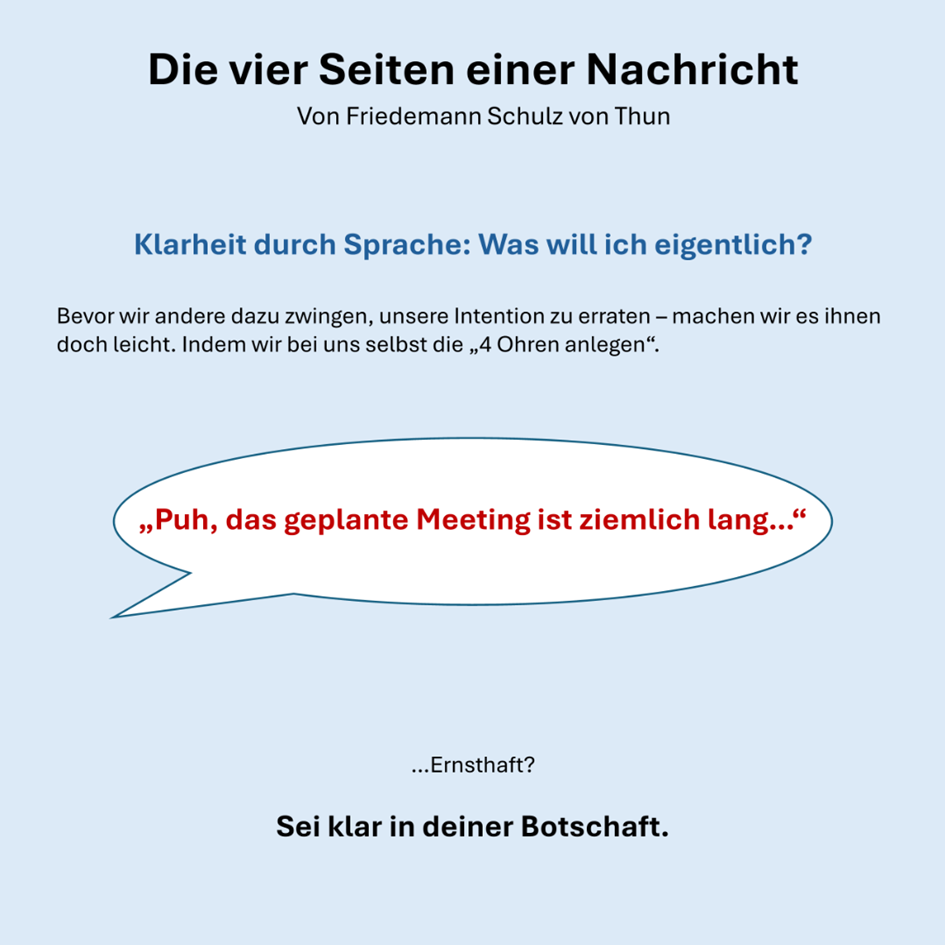 Die vier Seiten einer Nachricht
Von Friedemann Schulz von Thun
Klarheit durch Sprache: Was will ich eigentlich?
Bevor wir andere dazu zwingen, unsere Intention zu erraten – machen wir es ihnen
doch leicht. Indem wir bei uns selbst die „4 Ohren anlegen“.
„Puh, das geplante Meeting ist ziemlich lang…“
…Ernsthaft?
Sei klar in deiner Botschaft.